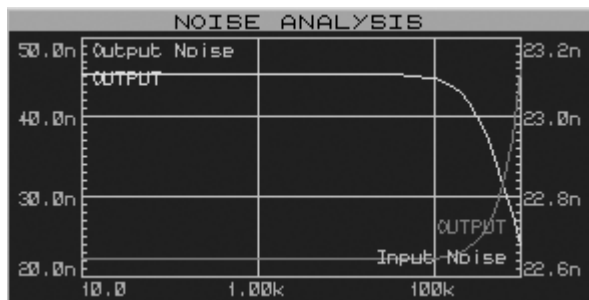 NOISE ANALYSIS
50.0n Output Noise 23.2n
OUTPUT
40.0n 23.0n
30.0n 22.8n
OUTPUT
Input Noise
20.0n 22.6n
10.0 1.00k 100k